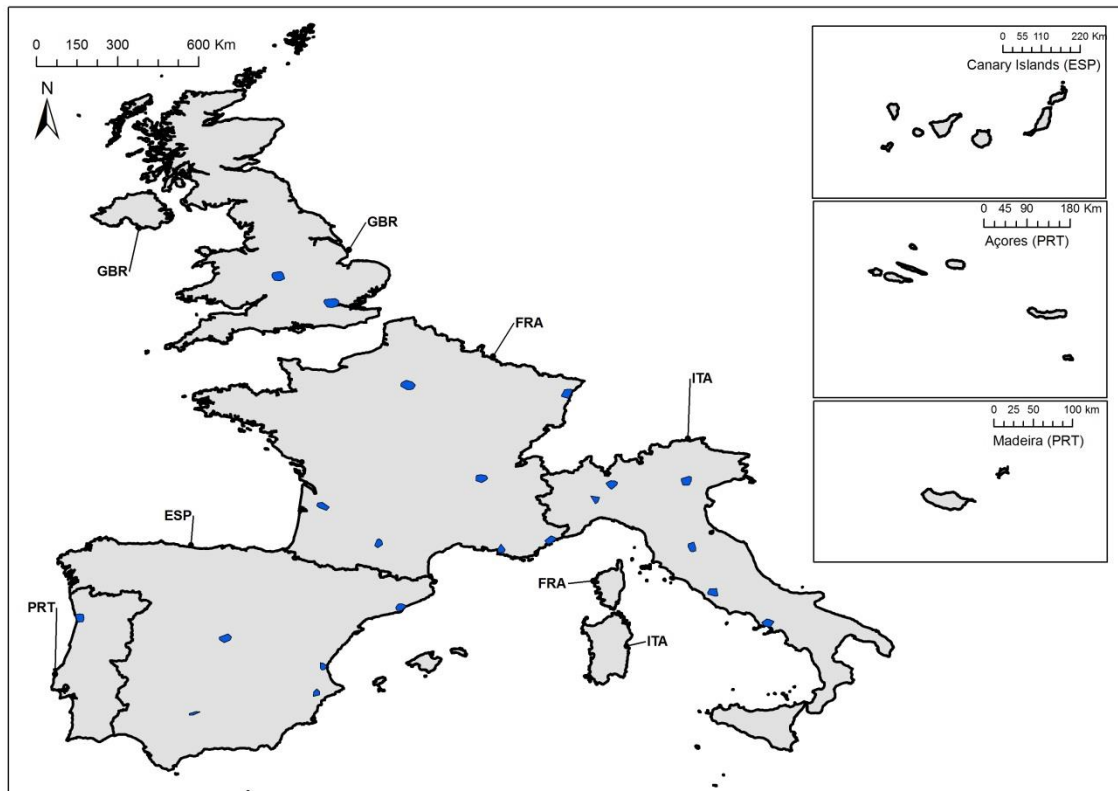 0 150 300 600 Km
N
GBR
GBR
FRA
ITA
ESP
PRT
FRA
ITA
0 55 110 220 Km
Canary Islands (ESP)
0 45 90 180 Km
Açores (PRT)
0 25 50 100 km
Madeira (PRT)